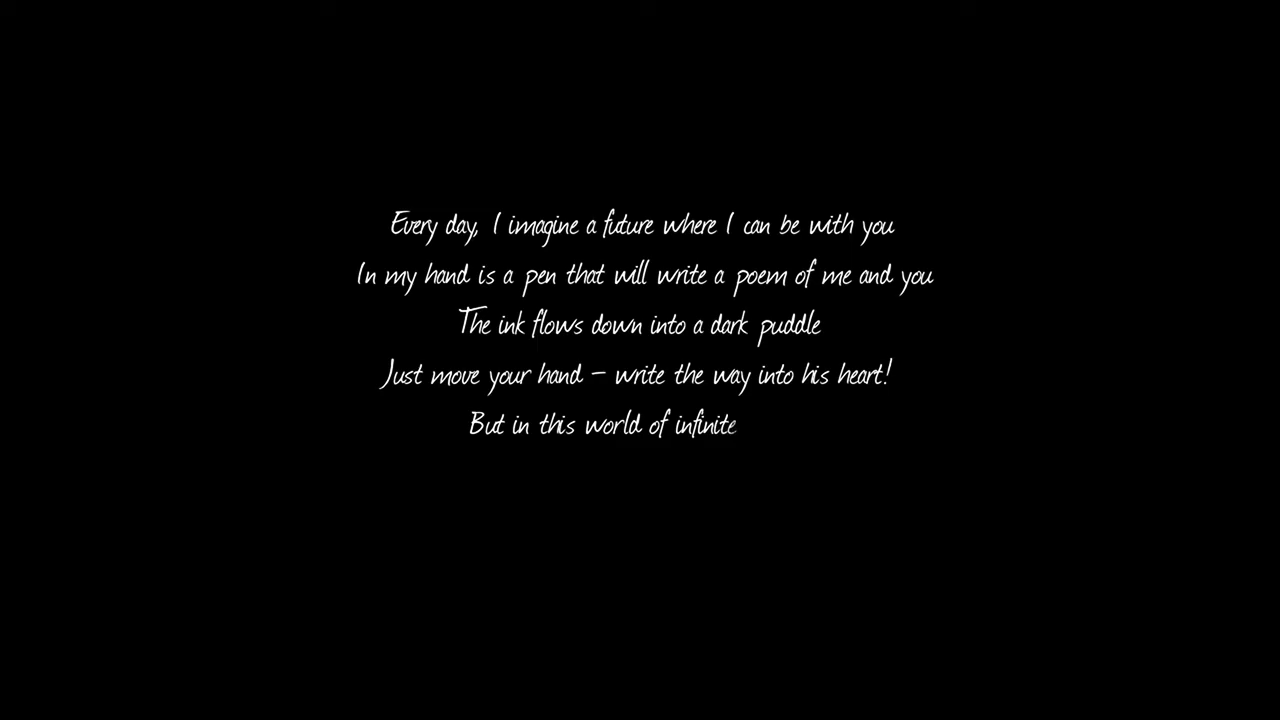 Every day, I imagine a future where I can be with you
In my hand is a pen that will write a poem of me and you
The ink flows down into a dark puddle
Just move your hand – write the way into his heart!
But in this world of infinite